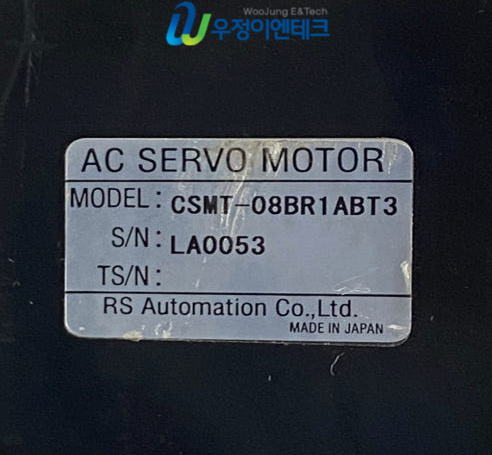 WooJung E&Tech
우정이엔테크
AC SERVO MOTOR
MODEL: CSMT-08BR1ABT3
S/N: LA0053
TS/N:
RS Automation Co.,Ltd.
MADE IN JAPAN